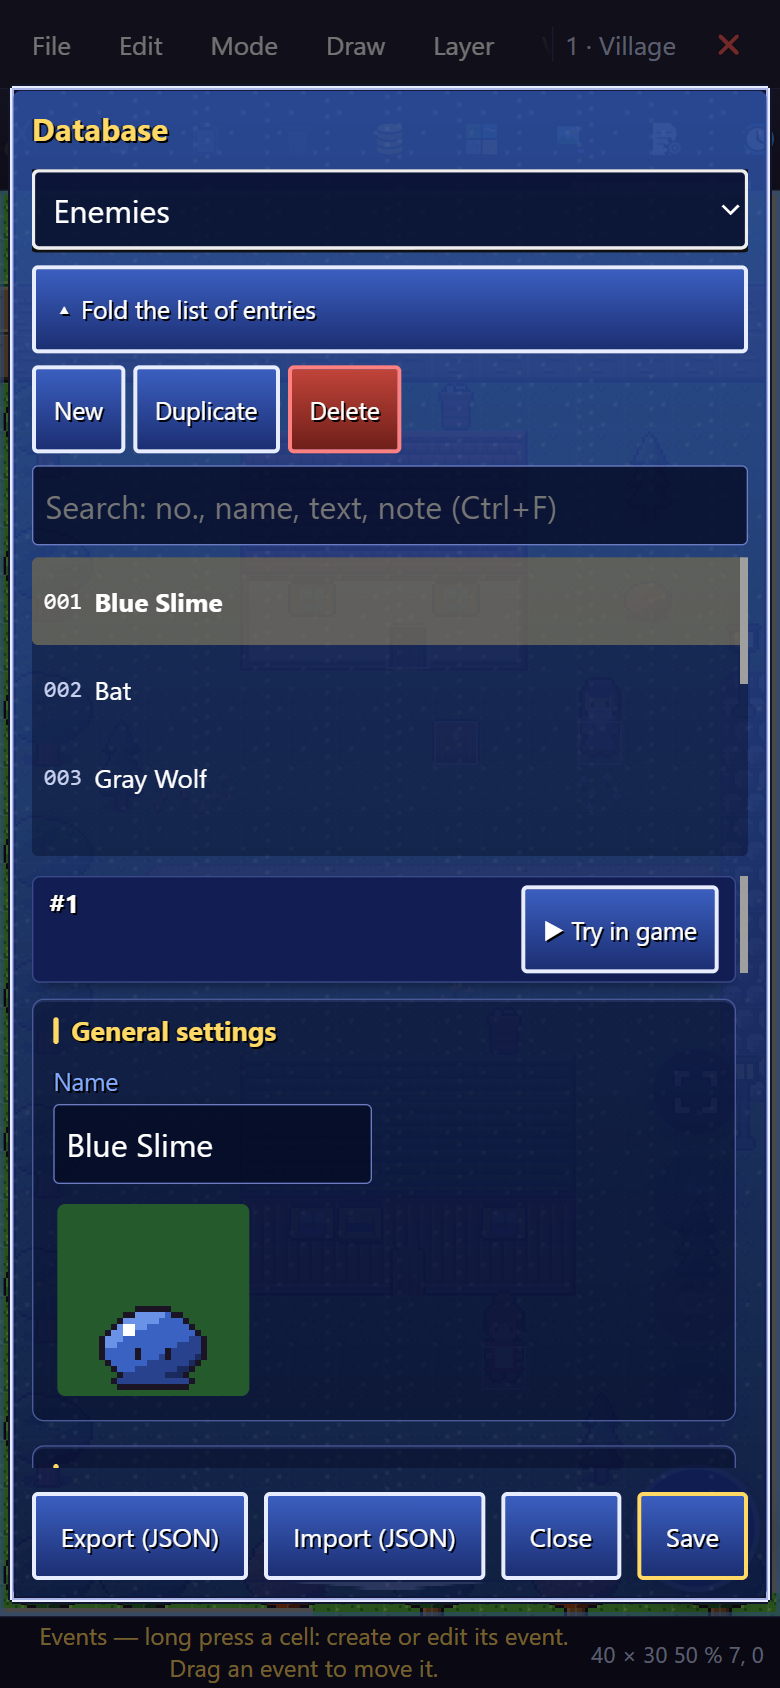 File Edit Mode Draw Layer 1 · Village ✕
Database
Enemies
▲ Fold the list of entries
New Duplicate Delete
Search: no., name, text, note (Ctrl+F)
001 Blue Slime
002 Bat
003 Gray Wolf
#1
▶ Try in game
General settings
Name
Blue Slime
Export (JSON) Import (JSON) Close Save
Events — long press a cell: create or edit its event.
Drag an event to move it.
40 × 30 50 % 7, 0